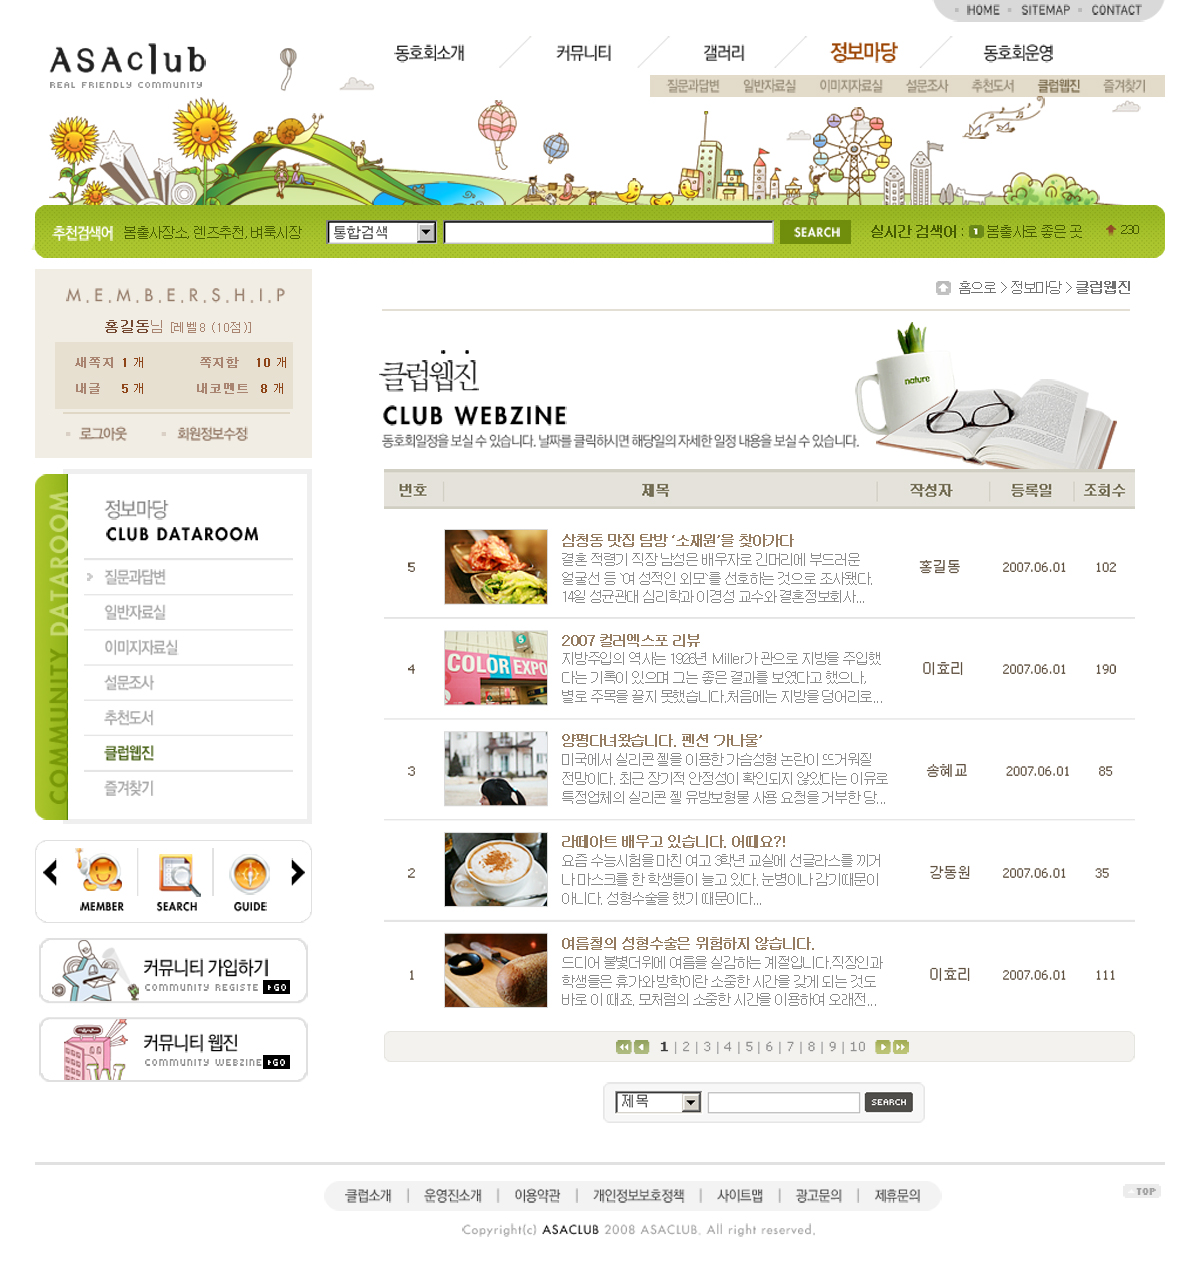 HOME SITEMAP CONTACT
ASAclub
REAL FRIENDLY COMMUNITY
동호회소개 커뮤니티 갤러리 정보마당 동호회운영
질문과답변 일반자료실 이미지자료실 설문조사 추천도서 클럽웹진 즐겨찾기
추천검색어 봄출사장소, 렌즈추천, 벼룩시장 통합검색 SEARCH 실시간 검색어 : 1 봄출사로 좋은 곳 230
M.E.M.B.E.R.S.H.I.P
홍길동님 [레벨8 (10점)]
새쪽지 1 개 쪽지함 10 개
내글 5 개 내코멘트 8 개
로그아웃 회원정보수정
홈으로 > 정보마당 > 클럽웹진
클럽웹진
CLUB WEBZINE
동호회일정을 보실 수 있습니다. 날짜를 클릭하시면 해당일의 자세한 일정 내용을 보실 수 있습니다.
nature
COMMUNITY DATAROOM
정보마당
CLUB DATAROOM
질문과답변
일반자료실
이미지자료실
설문조사
추천도서
클럽웹진
즐겨찾기
MEMBER SEARCH GUIDE
커뮤니티 가입하기
COMMUNITY REGISTE GO
커뮤니티 웹진
COMMUNITY WEBZINE GO
번호 제목 작성자 등록일 조회수
삼청동 맛집 탐방 '소재원'을 찾아가다
결혼 적령기 직장 남성은 배우자로 긴머리에 부드러운
얼굴선 등 '여 성적인 외모'를 선호하는 것으로 조사됐다.
14일 성균관대 심리학과 이경성 교수와 결혼정보회사...
5 홍길동 2007.06.01 102
COLOR EXPO
5
2007 컬러엑스포 리뷰
지방주입의 역사는 1926년 Miller가 관으로 지방을 주입했
다는 기록이 있으며 그는 좋은 결과를 보였다고 했으나,
별로 주목을 끌지 못했습니다.처음에는 지방을 덩어리로...
4 이효리 2007.06.01 190
양평다녀왔습니다. 펜션 '가나울'
미국에서 실리콘 젤을 이용한 가슴성형 논란이 뜨거워질
전망이다. 최근 장기적 안정성이 확인되지 않았다는 이유로
특정업체의 실리콘 젤 유방보형물 사용 요청을 거부한 당...
3 송혜교 2007.06.01 85
라떼아트 배우고 있습니다. 어때요?!
요즘 수능시험을 마친 여고 3학년 교실에 선글라스를 끼거
나 마스크를 한 학생들이 늘고 있다. 눈병이나 감기때문이
아니다. 성형수술을 했기 때문이다...
2 강동원 2007.06.01 35
여름철의 성형수술은 위험하지 않습니다.
드디어 불볕더위에 여름을 실감하는 계절입니다.직장인과
학생들은 휴가와방학이란 소중한 시간을 갖게 되는 것도
바로 이 때죠. 모처럼의 소중한 시간을 이용하여 오래전...
1 이효리 2007.06.01 111
1 | 2 | 3 | 4 | 5 | 6 | 7 | 8 | 9 | 10
제목 SEARCH
클럽소개 | 운영진소개 | 이용약관 | 개인정보보호정책 | 사이트맵 | 광고문의 | 제휴문의
TOP
Copyright(c) ASACLUB 2008 ASACLUB. All right reserved.